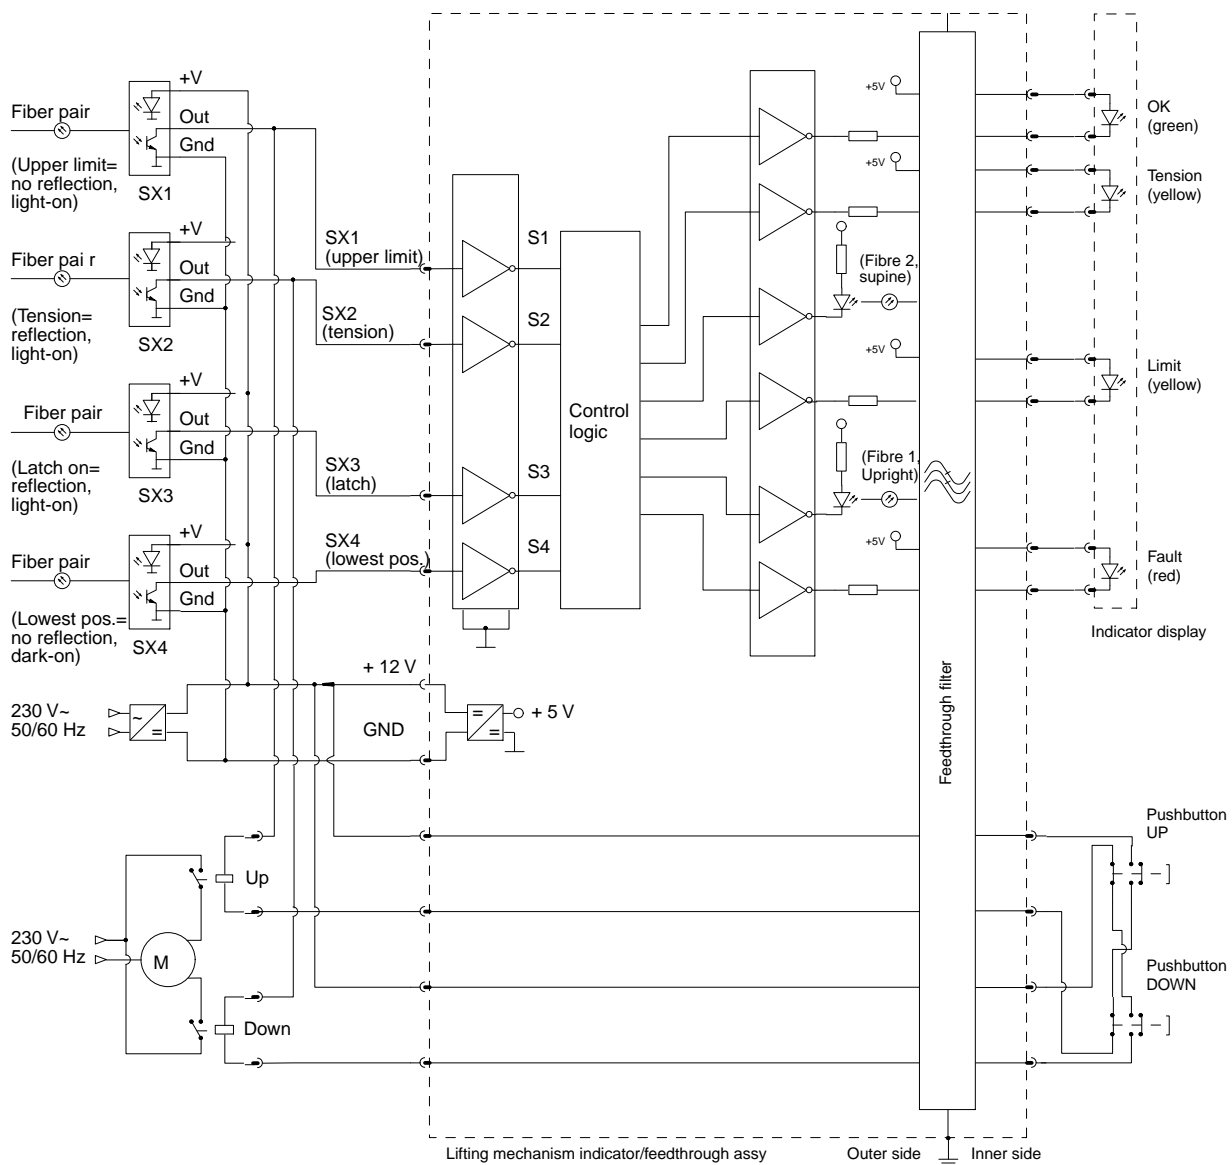 Fiber pair
+V
Out
Gnd
(Upper limit=
no reflection,
light-on)
SX1
Fiber pai r
+V
Out
Gnd
(Tension=
reflection,
light-on)
SX2
Fiber pair
+V
Out
Gnd
(Latch on=
reflection,
light-on)
SX3
Fiber pair
+V
Out
Gnd
(Lowest pos.=
no reflection,
dark-on)
SX4
SX1
(upper limit)
SX2
(tension)
SX3
(latch)
SX4
(lowest pos.)
S1
S2
S3
S4
Control
logic
+5V
+5V
(Fibre 2,
supine)
+5V
(Fibre 1,
Upright)
+5V
Feedthrough filter
OK
(green)
Tension
(yellow)
Limit
(yellow)
Fault
(red)
Indicator display
230 V~
50/60 Hz
~
=
+ 12 V
GND
=
=
+ 5 V
Up
230 V~
50/60 Hz
M
Down
Pushbutton
UP
Pushbutton
DOWN
Lifting mechanism indicator/feedthrough assy
Outer side
Inner side